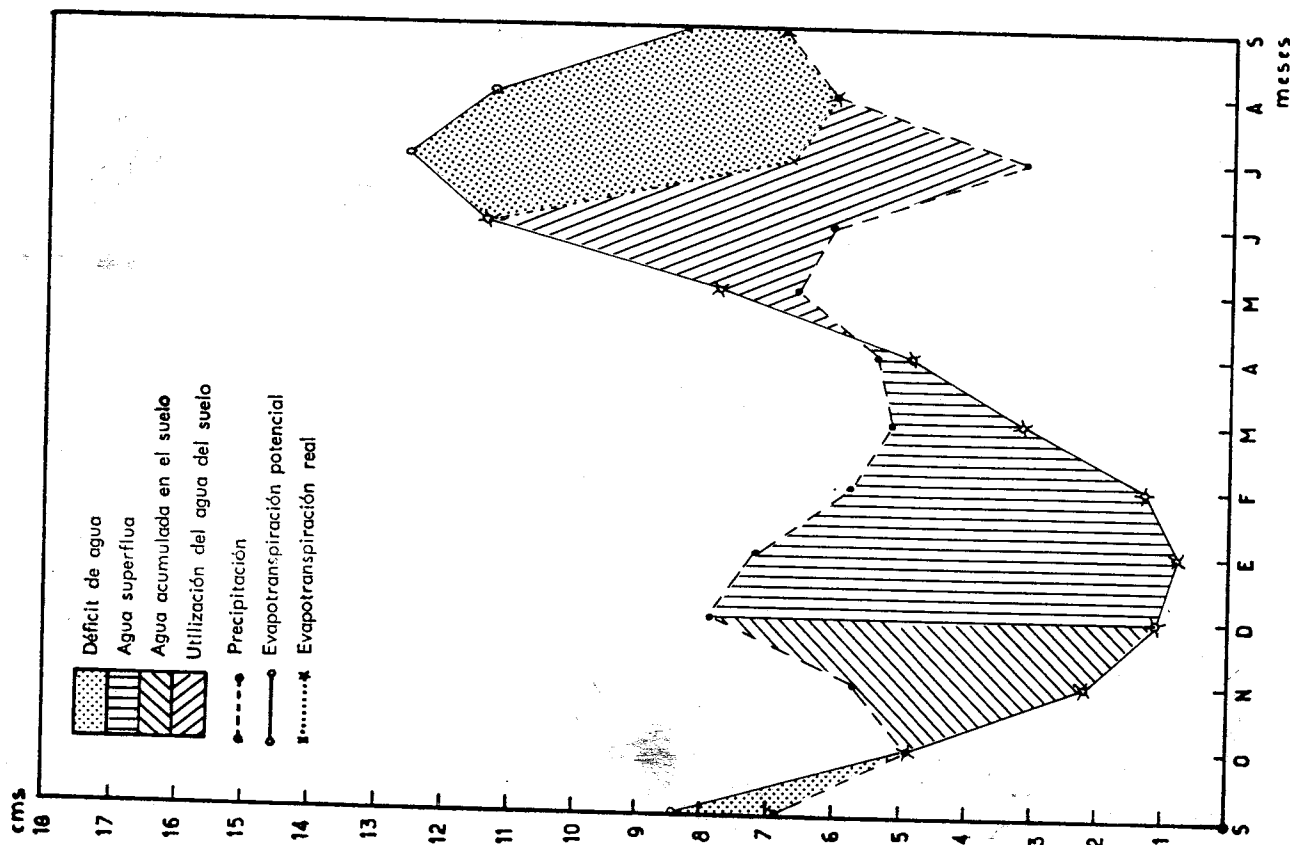 cms
18
17
16
15
14
13
12
11
10
9
8
7
6
5
4
3
2
1
S O N D E F M A M J J A S
meses
Déficit de agua
Agua superflua
Agua acumulada en el suelo
Utilización del agua del suelo
Precipitación
Evapotranspiración potencial
Evapotranspiración real